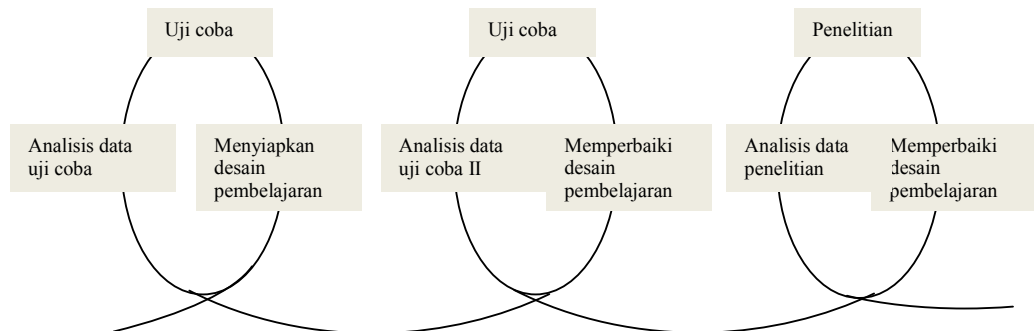 Uji coba
Uji coba
Penelitian
Analisis data
uji coba
Menyiapkan
desain
pembelajaran
Analisis data
uji coba II
Memperbaiki
desain
pembelajaran
Analisis data
penelitian
Memperbaiki
desain
pembelajaran